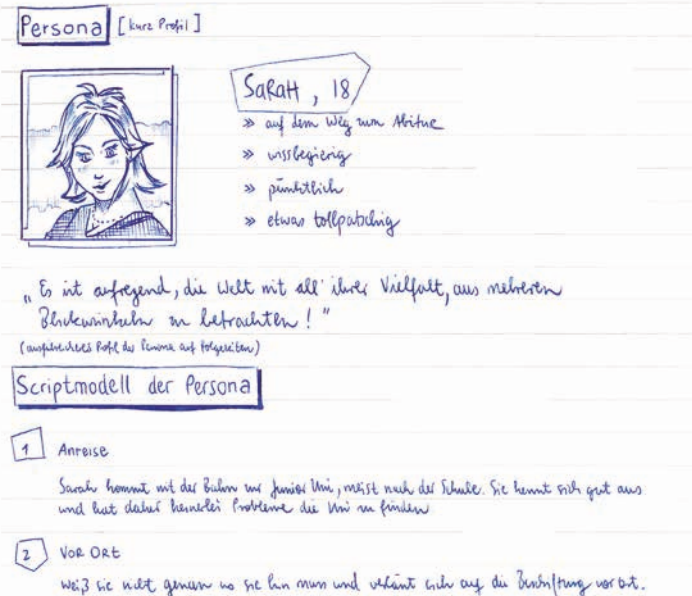 Persona [kurz Profil]
SaRaH, 18
» auf dem Weg zum Abitur
» wissbegierig
» pünktlich
» etwas tollpatschig
„Es ist aufregend, die Welt mit all' ihrer Vielfalt, aus mehreren
Blickwinkeln zu betrachten!"
(ausführliches Profil der Persona auf Folgeseiten)
Scriptmodell der Persona
1 Anreise
Sarah kommt mit der Bahn zur Junior Uni, meist nach der Schule. Sie kennt sich gut aus
und hat daher keinerlei Probleme die Uni zu finden
2 VOR ORt
weiß sie nicht genau wo sie hin muss und verlässt sich auf die Beschriftung vor Ort.